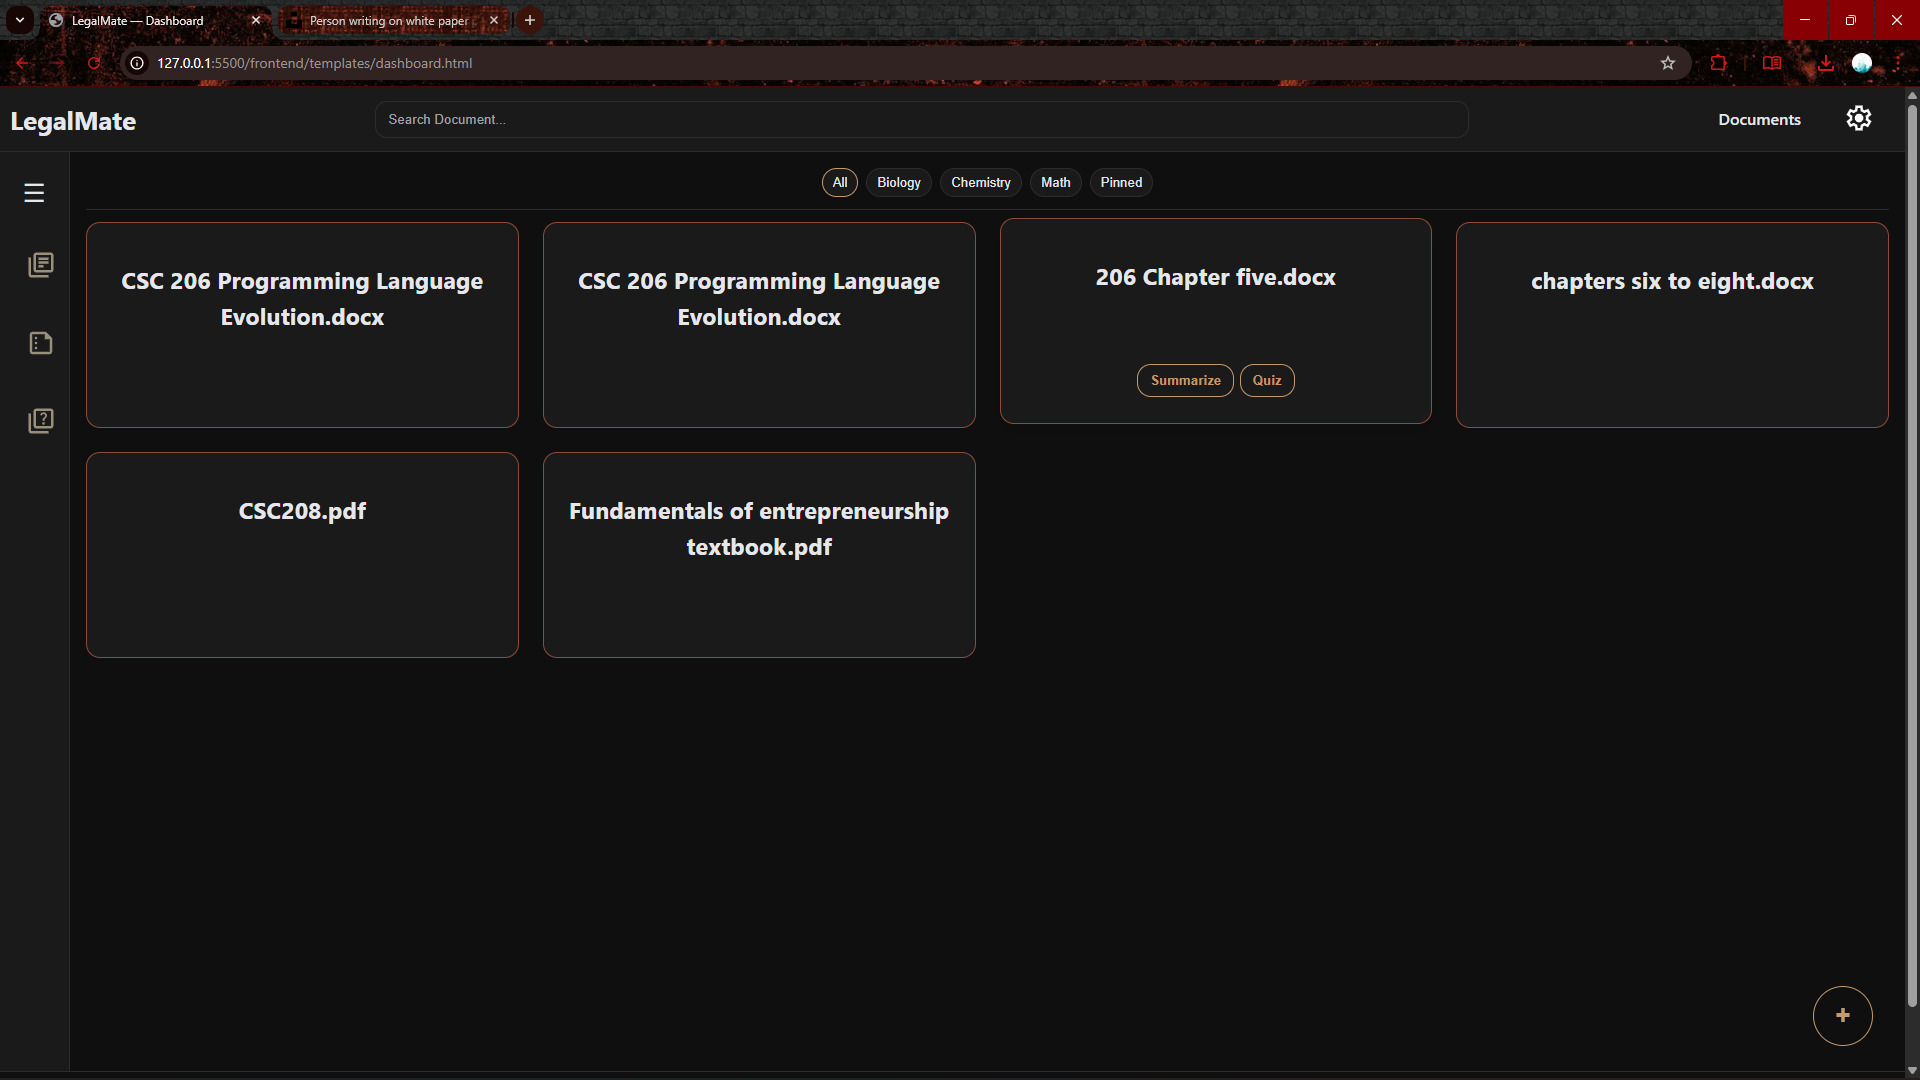 LegalMate — Dashboard
Person writing on white paper
127.0.0.1:5500/frontend/templates/dashboard.html
LegalMate
Search Document...
Documents
All
Biology
Chemistry
Math
Pinned
CSC 206 Programming Language
Evolution.docx
CSC 206 Programming Language
Evolution.docx
206 Chapter five.docx
Summarize
Quiz
chapters six to eight.docx
CSC208.pdf
Fundamentals of entrepreneurship
textbook.pdf